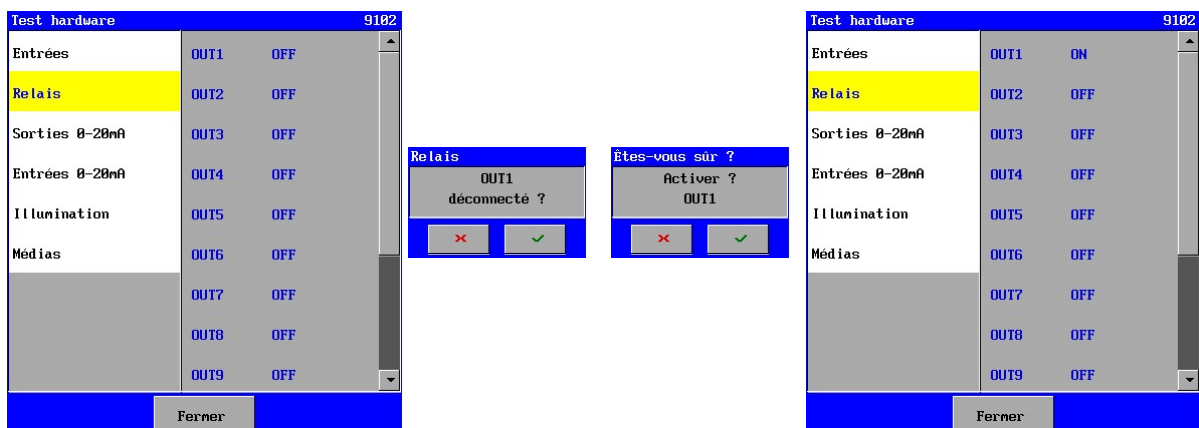 Test hardware 9102
Entrées
OUT1 OFF
Relais
OUT2 OFF
Sorties 0-20mA
OUT3 OFF
Entrées 0-20mA
OUT4 OFF
Illumination
OUT5 OFF
Médias
OUT6 OFF
OUT7 OFF
OUT8 OFF
OUT9 OFF
Fermer
Relais
OUT1
déconnecté ?
Êtes-vous sûr ?
Activer ?
OUT1
Test hardware 9102
Entrées
OUT1 ON
Relais
OUT2 OFF
Sorties 0-20mA
OUT3 OFF
Entrées 0-20mA
OUT4 OFF
Illumination
OUT5 OFF
Médias
OUT6 OFF
OUT7 OFF
OUT8 OFF
OUT9 OFF
Fermer